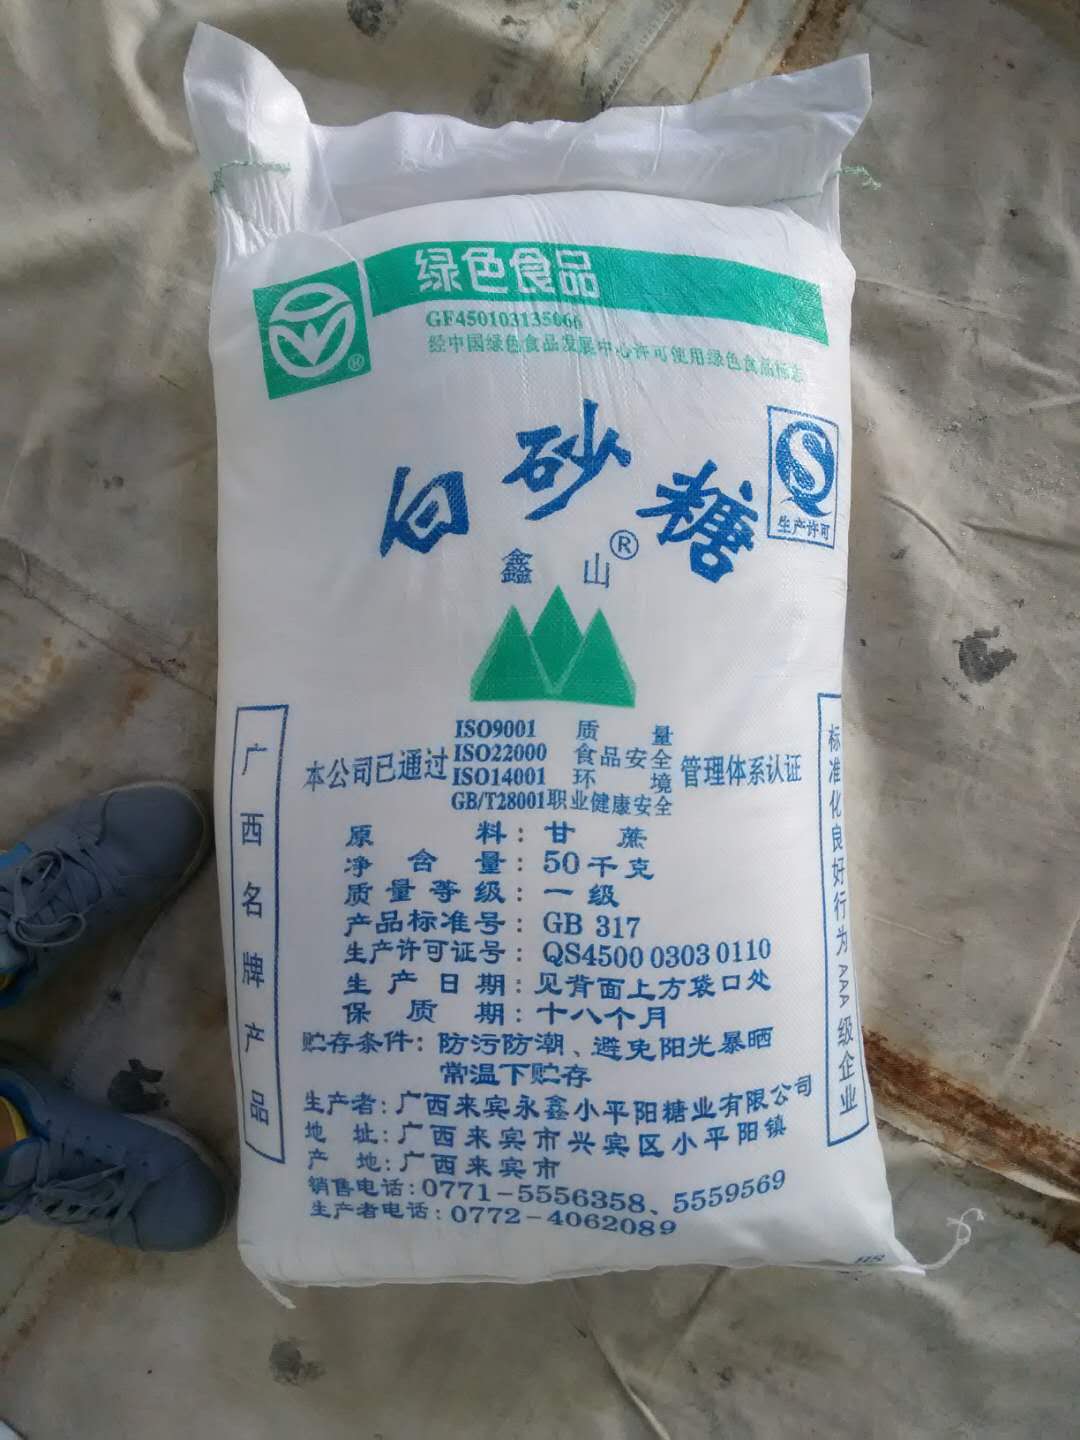 绿色食品
GF450103135066
经中国绿色食品发展中心许可使用绿色食品标志
®
白砂糖
生产许可
鑫山®
本公司已通过
ISO9001 质量
ISO22000 食品安全
ISO14001 环境
GB/T28001职业健康安全
管理体系认证
原料：甘蔗
净含量：50千克
质量等级：一级
产品标准号：GB 317
生产许可证号：QS4500 0303 0110
生产日期：见背面上方袋口处
保质期：十八个月
贮存条件：防污防潮、避免阳光暴晒
常温下贮存
生产者：广西来宾永鑫小平阳糖业有限公司
地址：广西来宾市兴宾区小平阳镇
产地：广西来宾市
销售电话：0771-5556358、5559569
生产者电话：0772-4062089
广西名牌产品
标准化良好行为AAA级企业